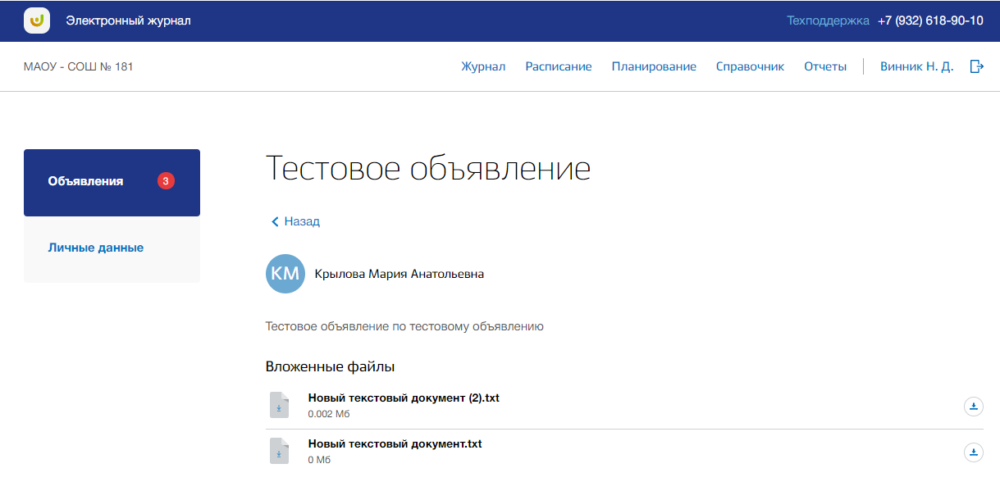 Электронный журнал
Техподдержка +7 (932) 618-90-10
МАОУ - СОШ № 181
Журнал Расписание Планирование Справочник Отчеты Винник Н. Д.
Объявления 3
Личные данные
Тестовое объявление
Назад
КМ Крылова Мария Анатольевна
Тестовое объявление по тестовому объявлению
Вложенные файлы
Новый текстовый документ (2).txt
0.002 Мб
Новый текстовый документ.txt
0 Мб